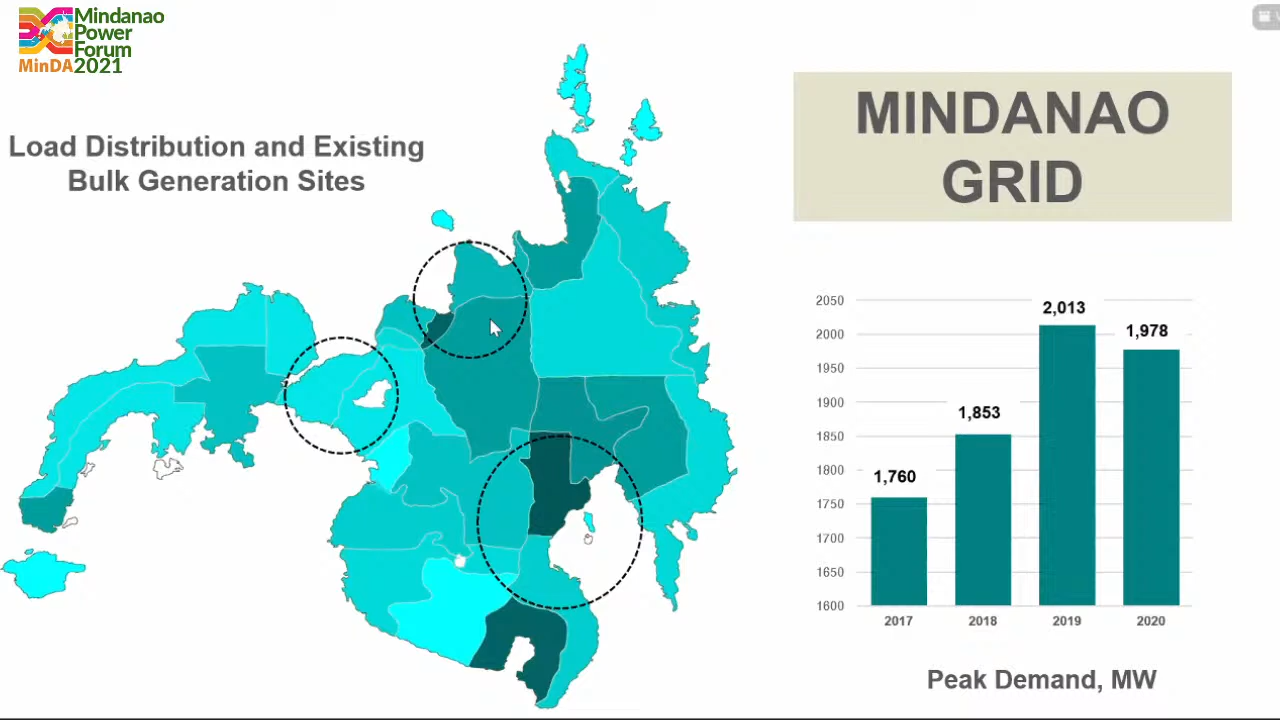 Mindanao
Power
Forum
MinDA2021
Load Distribution and Existing
Bulk Generation Sites
MINDANAO
GRID
2050
2000
1950
1900
1850
1800
1750
1700
1650
1600
1,760
1,853
2,013
1,978
2017
2018
2019
2020
Peak Demand, MW